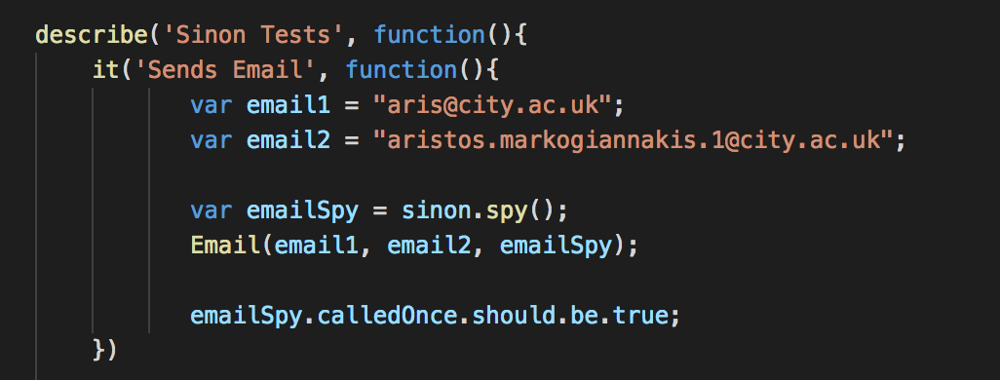 describe('Sinon Tests', function(){
it('Sends Email', function(){
var email1 = "aris@city.ac.uk";
var email2 = "aristos.markogiannakis.1@city.ac.uk";
var emailSpy = sinon.spy();
Email(email1, email2, emailSpy);
emailSpy.calledOnce.should.be.true;
})